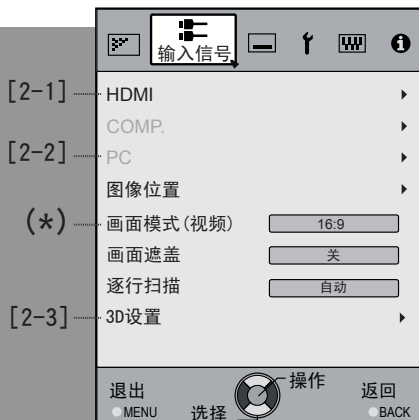 输入信号
[2-1] HDMI
COMP.
[2-2] PC
图像位置
(*) 画面模式(视频) 16:9
画面遮盖 关
逐行扫描 自动
[2-3] 3D设置
退出 操作 返回
MENU 选择 BACK